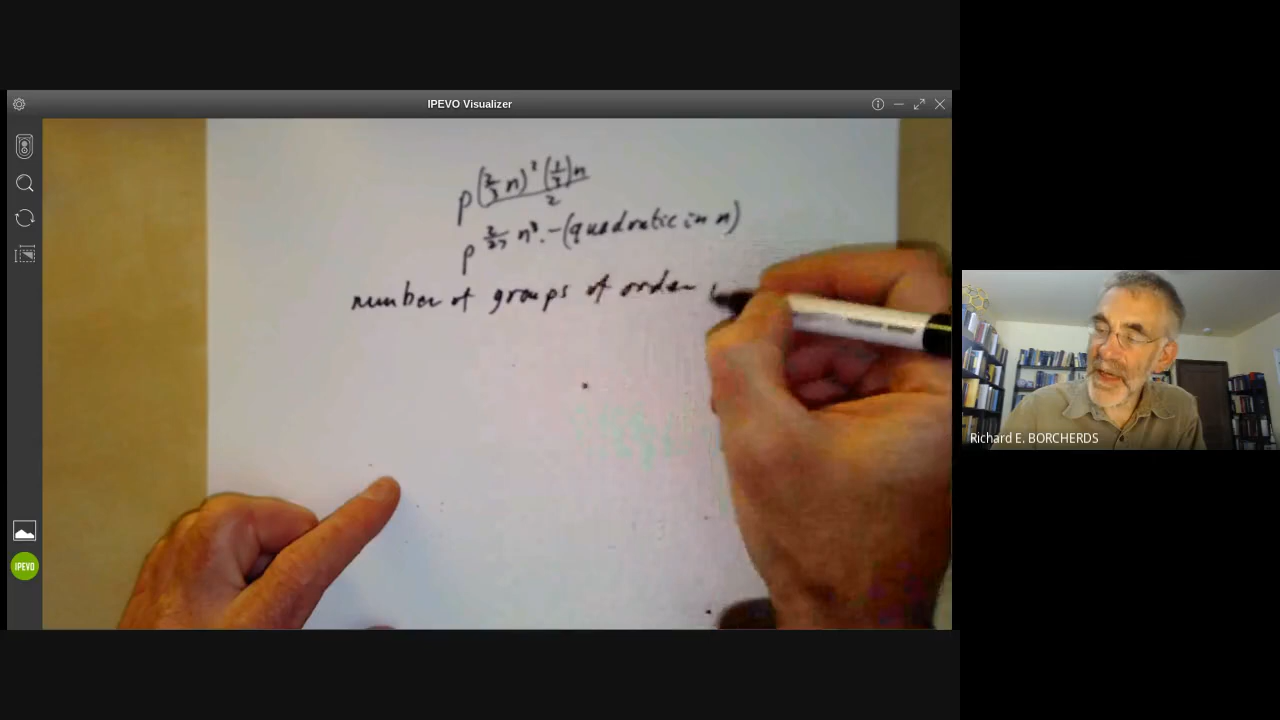 IPEVO Visualizer
p^{(2/3 n)^2 (1/3)n / 2}
p^{2/27 n^3 - (quadratic in n)}
number of groups of order
IPEVO
Richard E. BORCHERDS